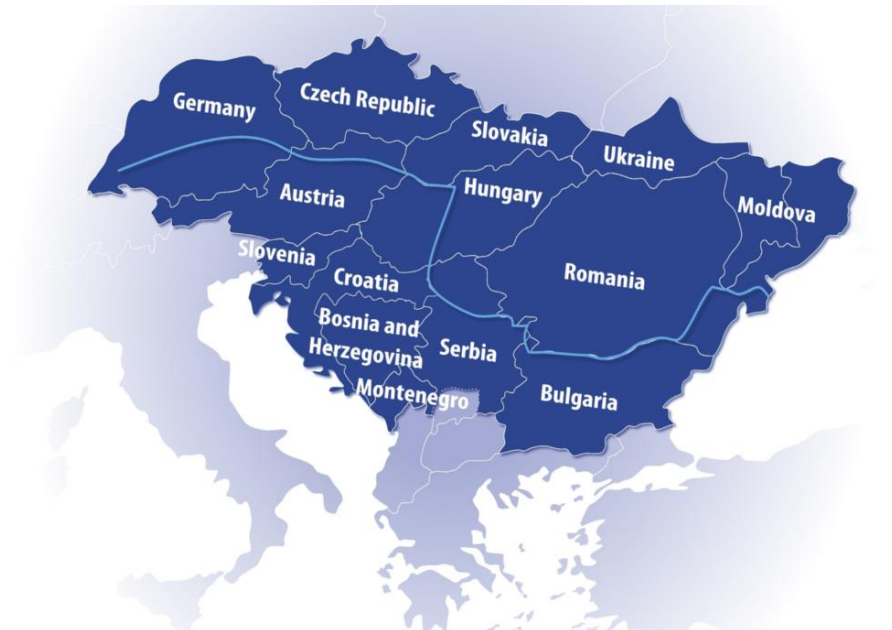 Germany
Czech Republic
Slovakia
Ukraine
Austria
Hungary
Moldova
Slovenia
Croatia
Romania
Bosnia and
Herzegovina
Serbia
Montenegro
Bulgaria